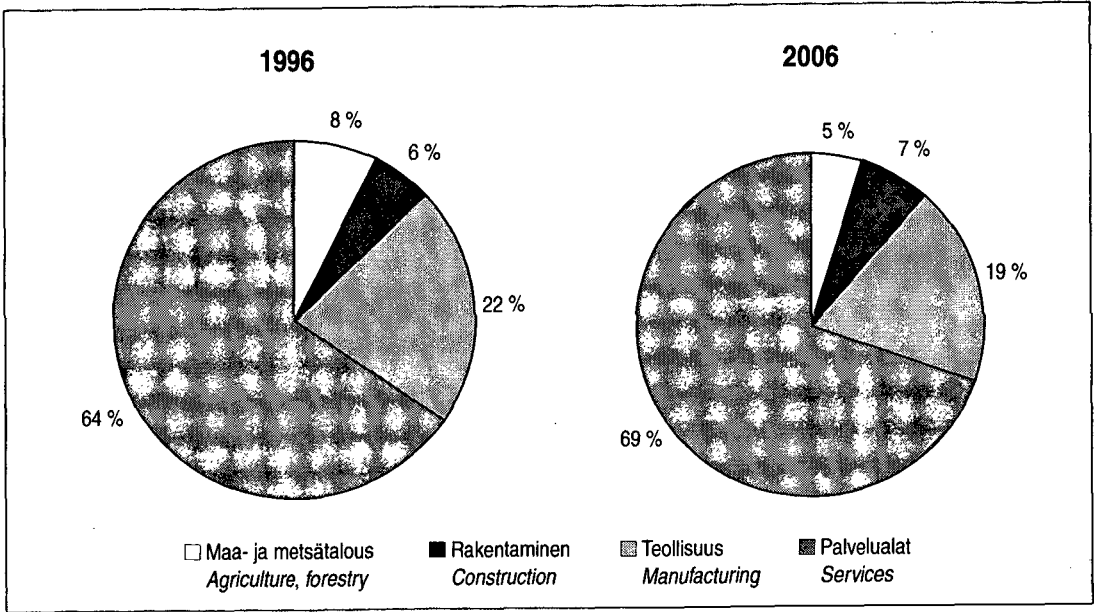 1996
8 %
6 %
22 %
64 %
2006
5 %
7 %
19 %
69 %
Maa- ja metsätalous
Agriculture, forestry
Rakentaminen
Construction
Teollisuus
Manufacturing
Palvelualat
Services